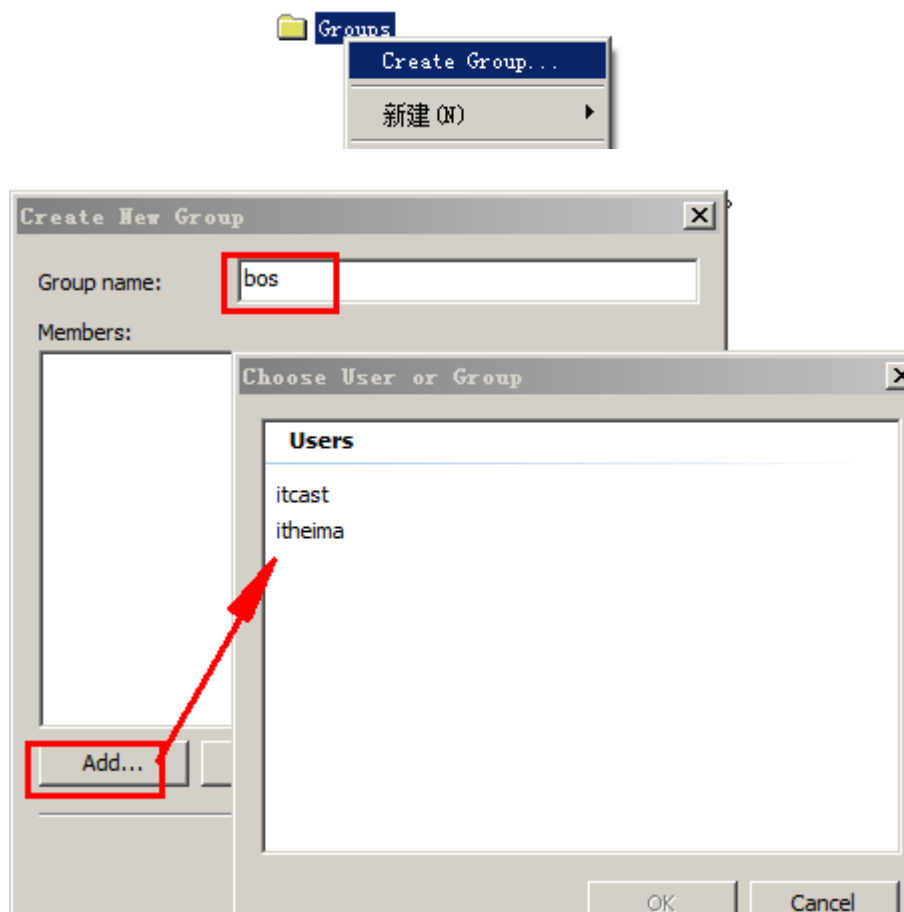 Groups
Create Group...
新建(N)
Create New Group
Group name:
bos
Members:
Choose User or Group
Users
itcast
itheima
Add...
OK
Cancel